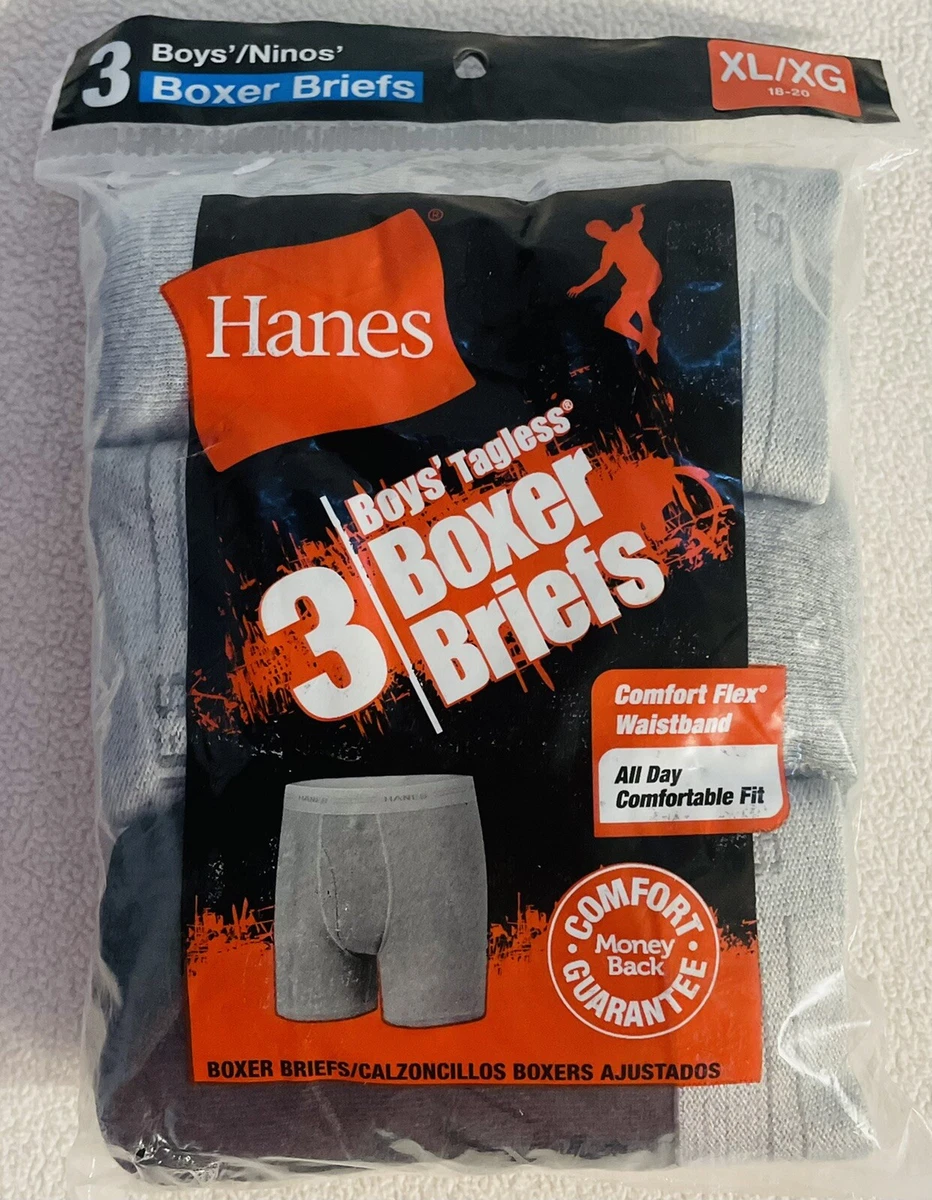 3
Boys'/Ninos'
Boxer Briefs
XL/XG
18-20
Hanes®
Boys' Tagless®
3
Boxer
Briefs
Comfort Flex®
Waistband
All Day
Comfortable Fit
HANES
HANES
COMFORT
Money
Back
GUARANTEE
BOXER BRIEFS/CALZONCILLOS BOXERS AJUSTADOS